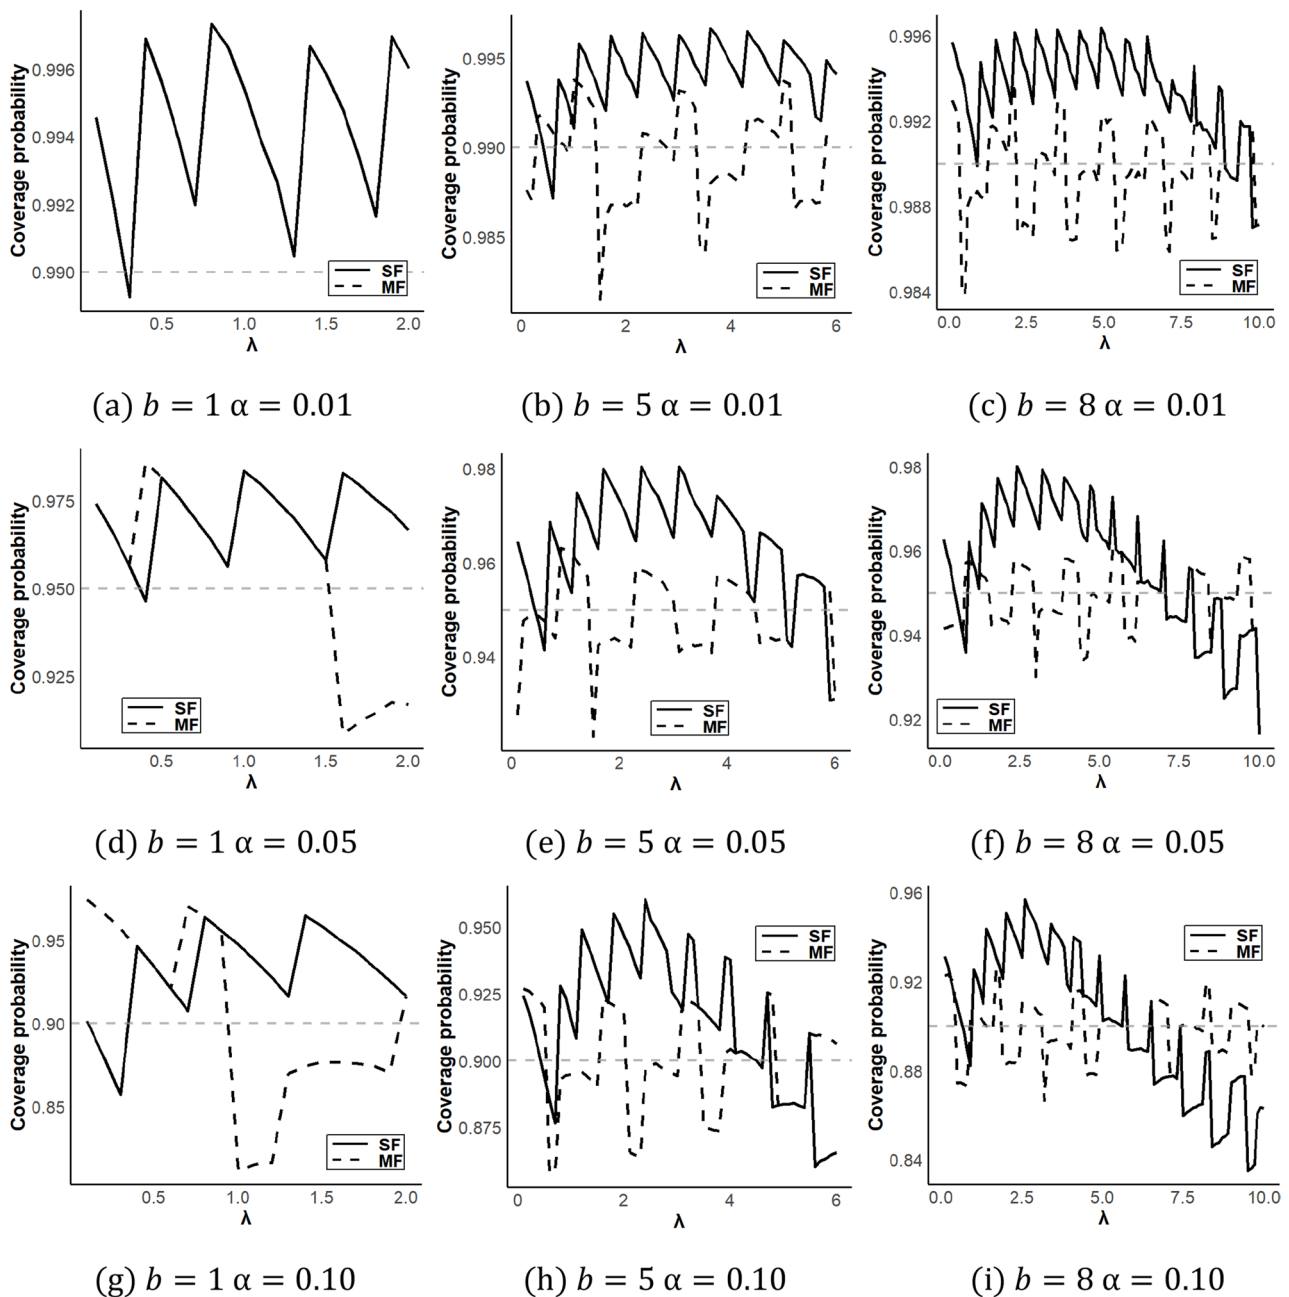 Coverage probability
0.996
0.994
0.992
0.990
SF
MF
0.5
1.0
1.5
2.0
λ
(a) b = 1 α = 0.01
Coverage probability
0.995
0.990
0.985
SF
MF
0
2
4
6
λ
(b) b = 5 α = 0.01
Coverage probability
0.996
0.992
0.988
0.984
SF
MF
0.0
2.5
5.0
7.5
10.0
λ
(c) b = 8 α = 0.01
Coverage probability
0.975
0.950
0.925
SF
MF
0.5
1.0
1.5
2.0
λ
(d) b = 1 α = 0.05
Coverage probability
0.98
0.96
0.94
SF
MF
0
2
4
6
λ
(e) b = 5 α = 0.05
Coverage probability
0.98
0.96
0.94
0.92
SF
MF
0.0
2.5
5.0
7.5
10.0
λ
(f) b = 8 α = 0.05
Coverage probability
0.95
0.90
0.85
SF
MF
0.5
1.0
1.5
2.0
λ
(g) b = 1 α = 0.10
Coverage probability
0.950
0.925
0.900
0.875
SF
MF
0
2
4
6
λ
(h) b = 5 α = 0.10
Coverage probability
0.96
0.92
0.88
0.84
SF
MF
0.0
2.5
5.0
7.5
10.0
λ
(i) b = 8 α = 0.10